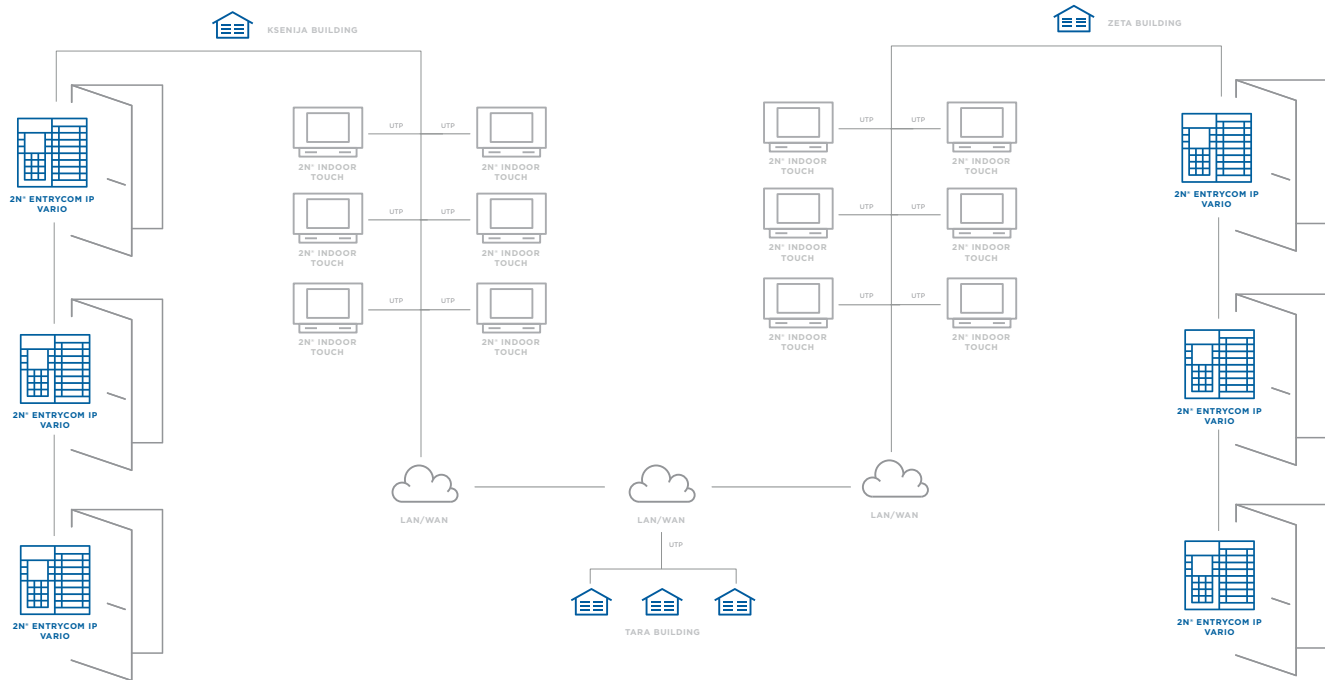 KSENIJA BUILDING
ZETA BUILDING
UTP
UTP
UTP
UTP
2N® INDOOR
TOUCH
2N® INDOOR
TOUCH
2N® INDOOR
TOUCH
2N® INDOOR
TOUCH
2N® ENTRYCOM IP
VARIO
2N® ENTRYCOM IP
VARIO
UTP
UTP
UTP
UTP
2N® INDOOR
TOUCH
2N® INDOOR
TOUCH
2N® INDOOR
TOUCH
2N® INDOOR
TOUCH
UTP
UTP
UTP
UTP
2N® INDOOR
TOUCH
2N® INDOOR
TOUCH
2N® INDOOR
TOUCH
2N® INDOOR
TOUCH
2N® ENTRYCOM IP
VARIO
2N® ENTRYCOM IP
VARIO
LAN/WAN
LAN/WAN
LAN/WAN
UTP
2N® ENTRYCOM IP
VARIO
TARA BUILDING
2N® ENTRYCOM IP
VARIO